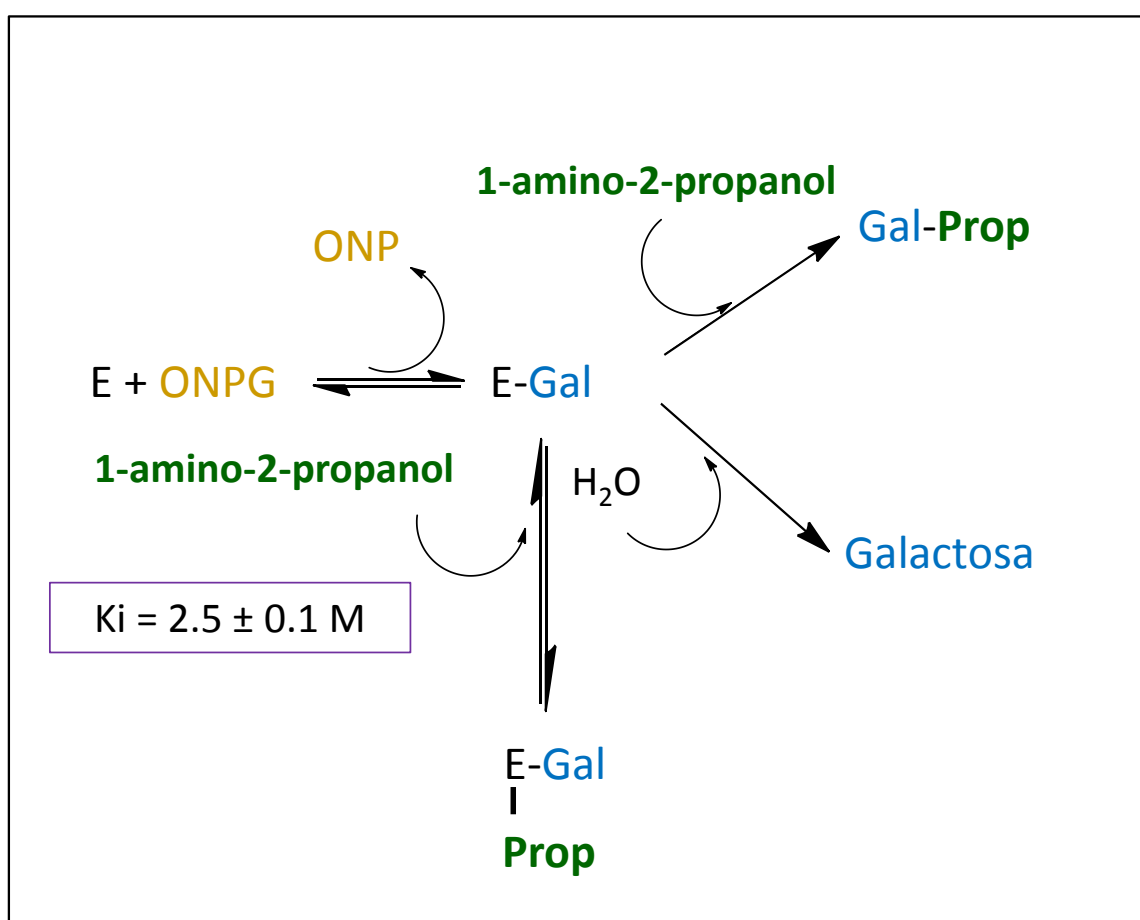 1-amino-2-propanol
ONP
Gal-Prop
E + ONPG
E-Gal
1-amino-2-propanol
H₂O
Galactosa
Ki = 2.5 ± 0.1 M
E-Gal
Prop